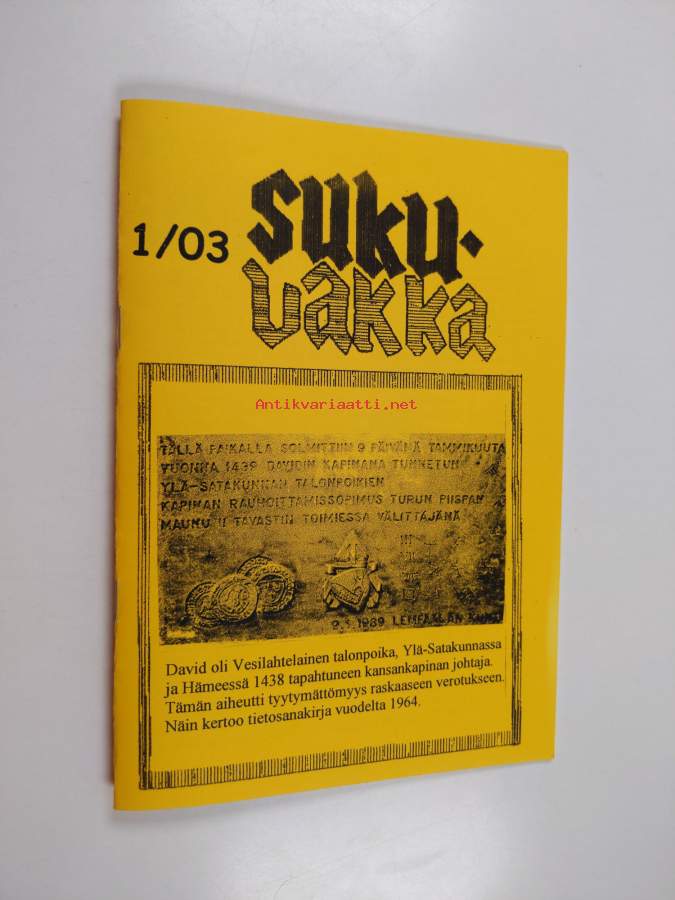 1/03
suku-
vakka
Antikvariaatti.net
TÄLLÄ PAIKALLA SOLMITTIIN 9 PÄIVÄNÄ TAMMIKUUTA
VUONNA 1439 DAVIDIN KAPINANA TUNNETUN
YLÄ-SATAKUNNAN TALONPOIKIEN
KAPINAN RAUHOITTAMISSOPIMUS TURUN PIISPAN
MAUNU II TAVASTIN TOIMIESSA VÄLITTÄJÄNÄ
9.1.1989 LEMPÄÄLÄN KUNTA
David oli Vesilahtelainen talonpoika, Ylä-Satakunnassa
ja Hämeessä 1438 tapahtuneen kansankapinan johtaja.
Tämän aiheutti tyytymättömyys raskaaseen verotukseen.
Näin kertoo tietosanakirja vuodelta 1964.